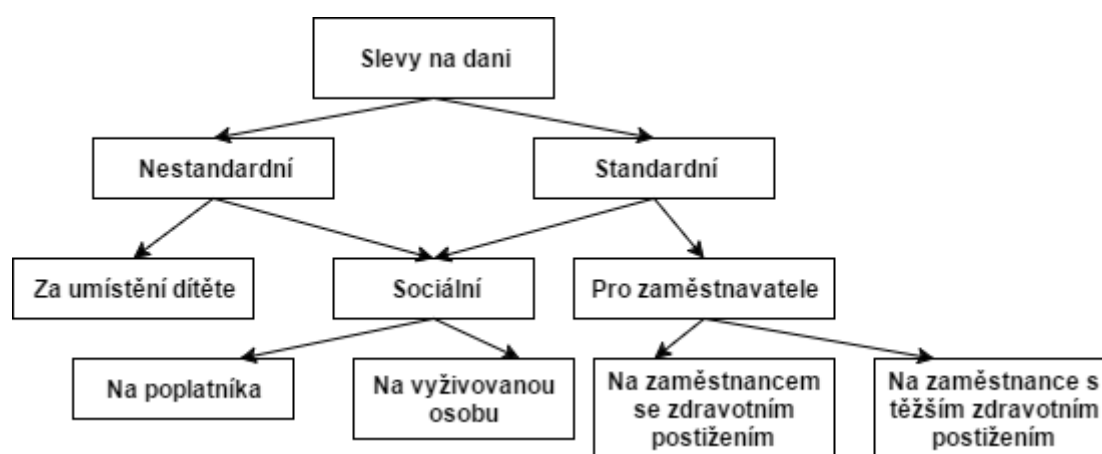 Slevy na dani
Nestandardní
Standardní
Za umístění dítěte
Sociální
Pro zaměstnavatele
Na poplatníka
Na vyživovanou
osobu
Na zaměstnancem
se zdravotním
postižením
Na zaměstnance s
těžším zdravotním
postižením